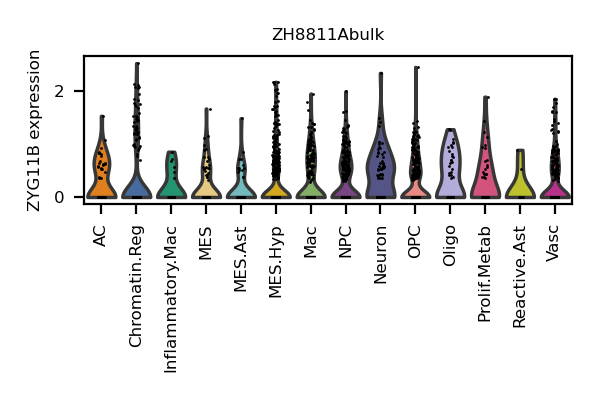 ZH8811Abulk
ZYG11B expression
2
0
AC
Chromatin.Reg
Inflammatory.Mac
MES
MES.Ast
MES.Hyp
Mac
NPC
Neuron
OPC
Oligo
Prolif.Metab
Reactive.Ast
Vasc